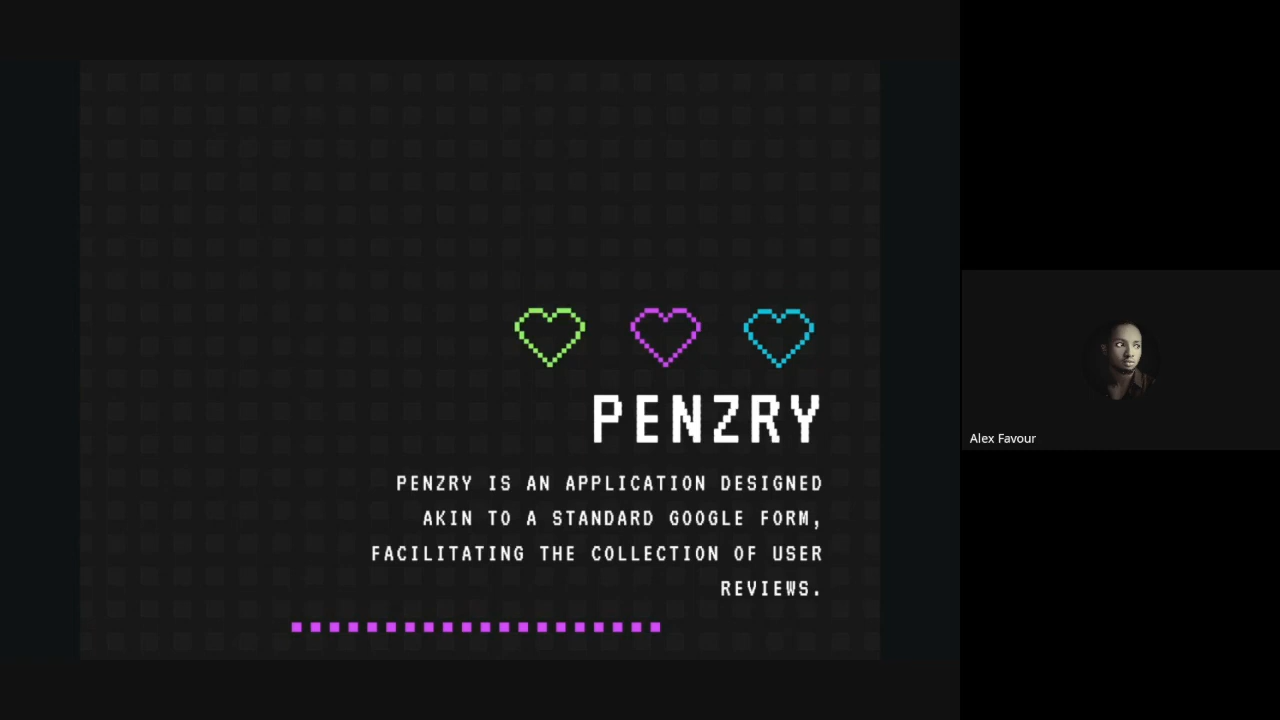 PENZRY
PENZRY IS AN APPLICATION DESIGNED
AKIN TO A STANDARD GOOGLE FORM,
FACILITATING THE COLLECTION OF USER
REVIEWS.
Alex Favour